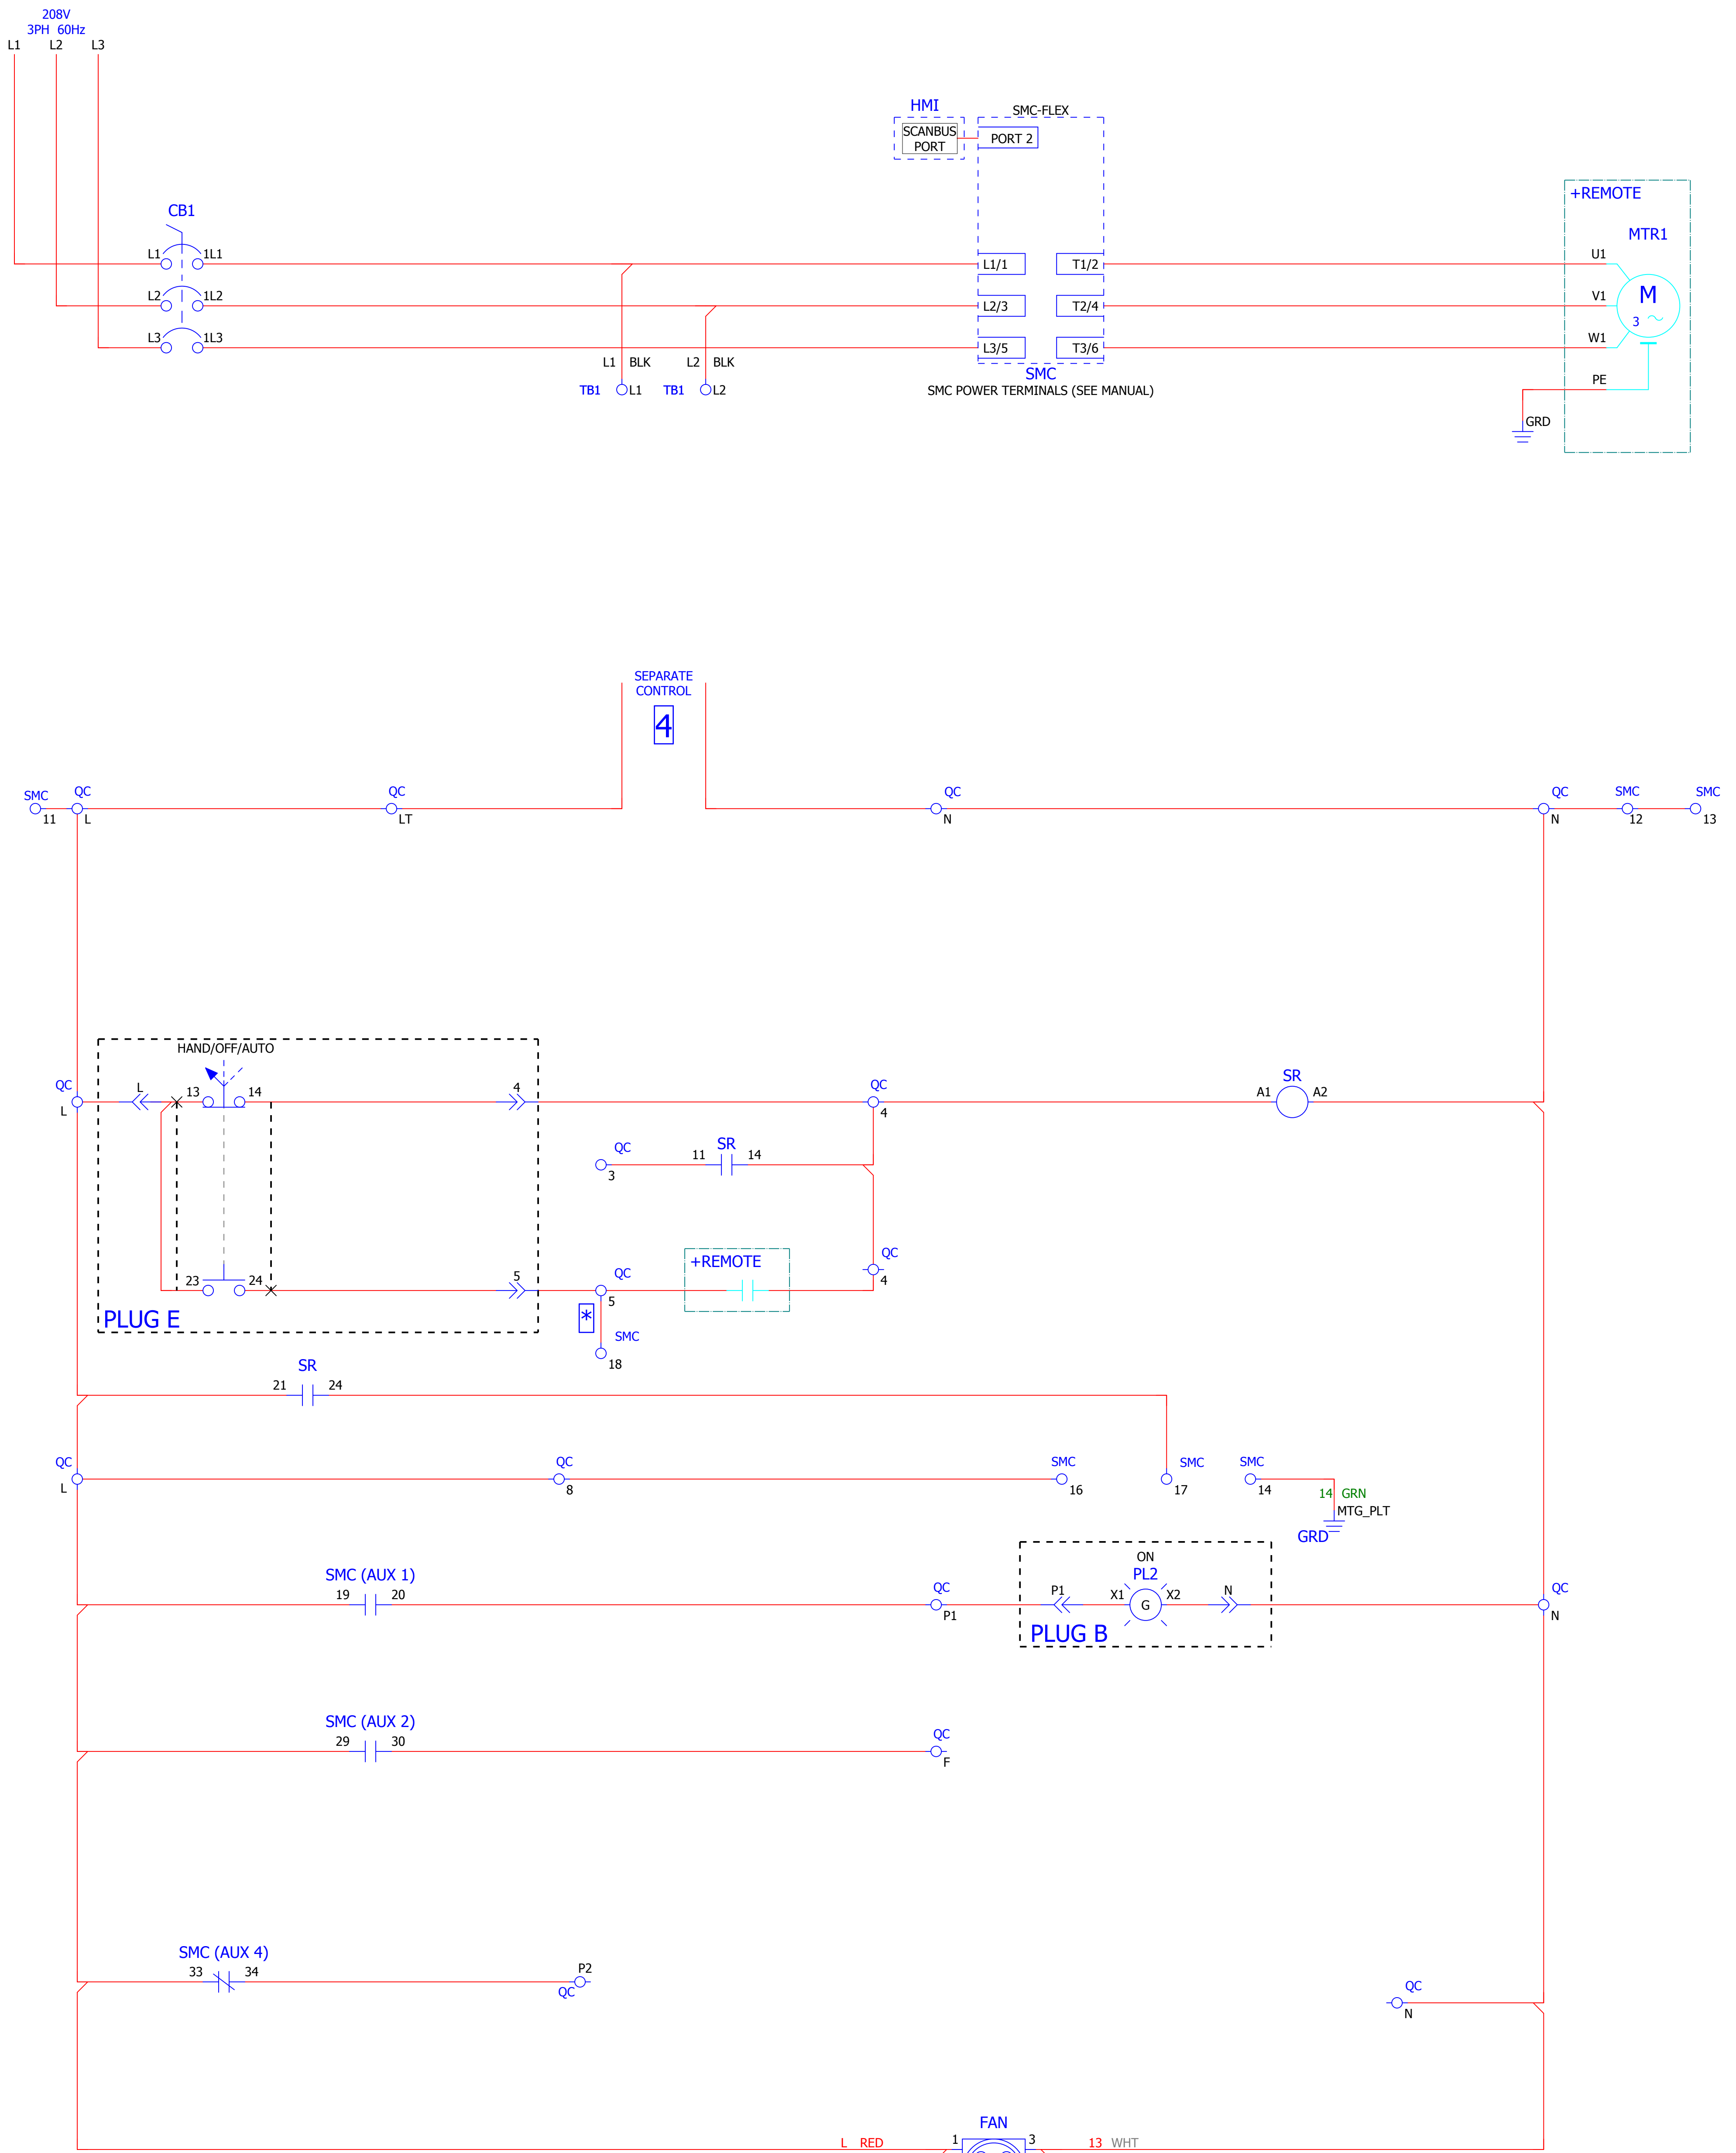 208V
3PH 60Hz
L1 L2 L3
HMI
SCANBUS
PORT
SMC-FLEX
PORT 2
+REMOTE
MTR1
CB1
L1 1L1
L2 1L2
L3 1L3
L1/1 T1/2
L2/3 T2/4
L3/5 T3/6
U1
V1
W1
PE
M
3
L1 BLK L2 BLK
TB1 L1 TB1 L2
SMC
SMC POWER TERMINALS (SEE MANUAL)
GRD
SEPARATE
CONTROL
4
SMC QC QC QC QC SMC SMC
11 L LT N N 12 13
HAND/OFF/AUTO
QC L 13 14 4 QC A1 SR A2
L 4
QC 11 SR 14
3
+REMOTE
QC
4
23 24 5 QC
5
PLUG E
*
SMC
18
SR
21 24
QC QC SMC SMC SMC
L 8 16 17 14
14 GRN
MTG_PLT
GRD
ON
PL2
SMC (AUX 1)
19 20 QC P1 X1 G X2 N QC
P1 N
PLUG B
SMC (AUX 2)
29 30 QC
F
SMC (AUX 4)
33 34 P2
QC
QC
N
FAN
L RED 1 3 13 WHT